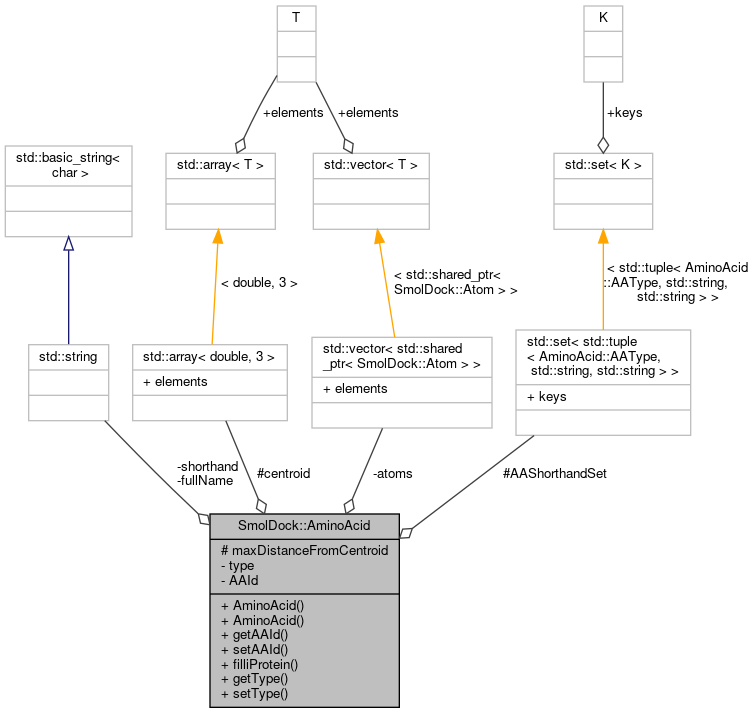 T
K
+elements
+elements
+keys
std::basic_string<
char >
std::array< T >
std::vector< T >
std::set< K >
< double, 3 >
< std::shared_ptr<
SmolDock::Atom > >
< std::tuple< AminoAcid
::AAType, std::string,
std::string > >
std::string
std::array< double, 3 >
+ elements
std::vector< std::shared
_ptr< SmolDock::Atom > >
+ elements
std::set< std::tuple
< AminoAcid::AAType,
std::string, std::string > >
+ keys
-shorthand
-fullName
#centroid
-atoms
#AAShorthandSet
SmolDock::AminoAcid
# maxDistanceFromCentroid
- type
- AAId
+ AminoAcid()
+ AminoAcid()
+ getAAId()
+ setAAId()
+ filliProtein()
+ getType()
+ setType()